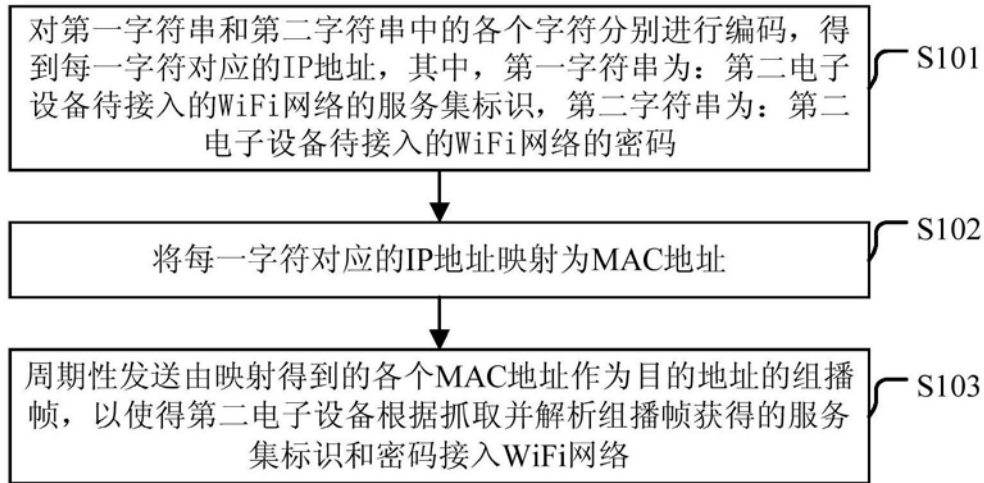 对第一字符串和第二字符串中的各个字符分别进行编码，得
到每一字符对应的IP地址，其中，第一字符串为：第二电子
设备待接入的WiFi网络的服务集标识，第二字符串为：第二
电子设备待接入的WiFi网络的密码
S101
将每一字符对应的IP地址映射为MAC地址
S102
周期性发送由映射得到的各个MAC地址作为目的地址的组播
帧，以使得第二电子设备根据抓取并解析组播帧获得的服务
集标识和密码接入WiFi网络
S103